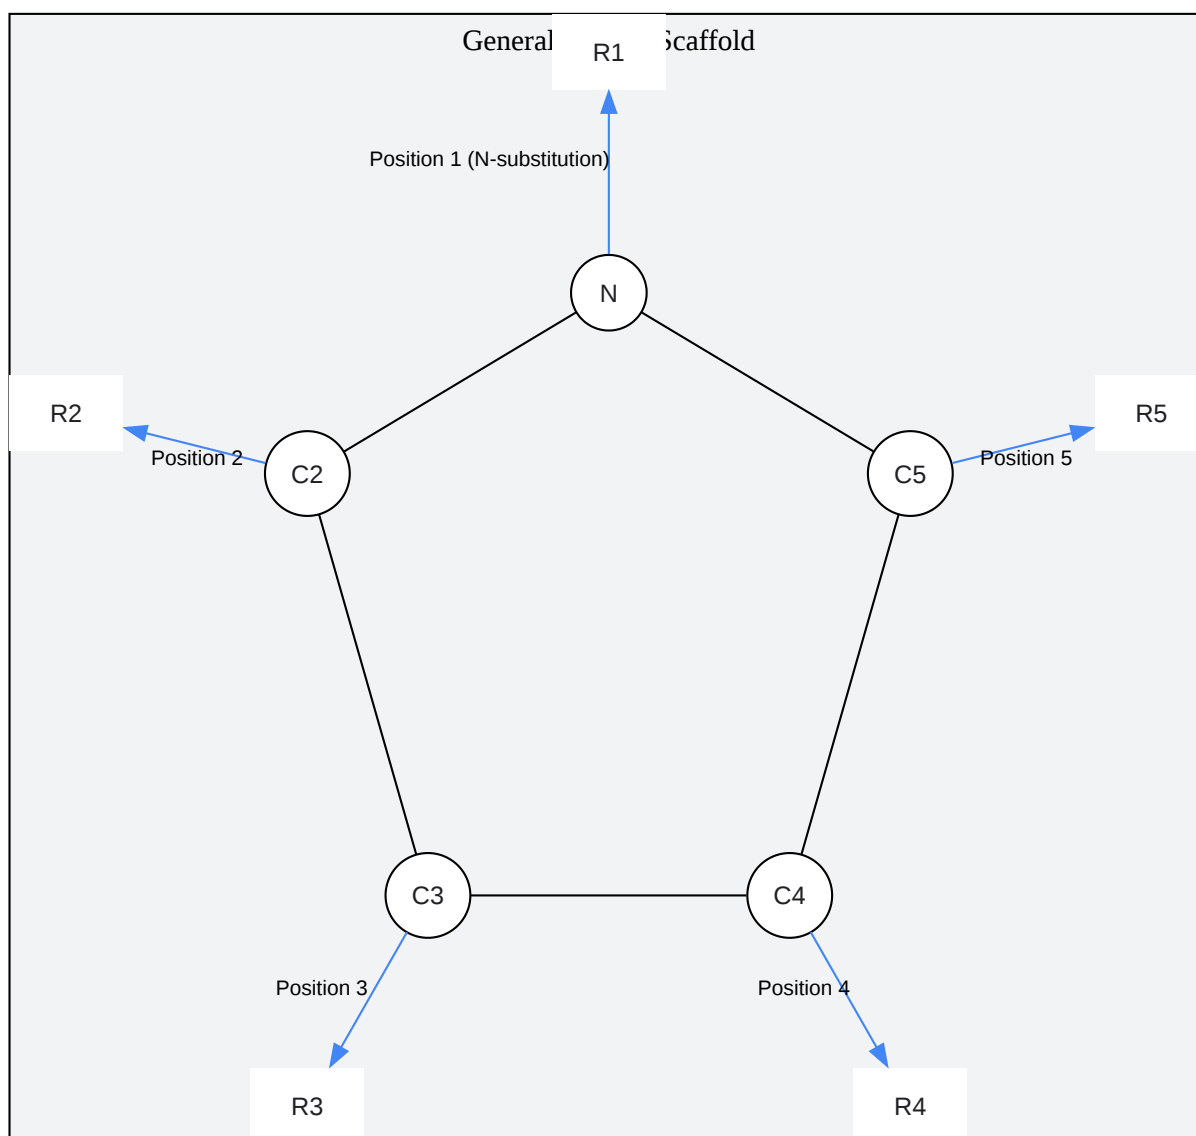 General Scaffold
R1
Position 1 (N-substitution)
N
R2
R5
Position 2
Position 5
C2
C5
C3
C4
Position 3
Position 4
R3
R4